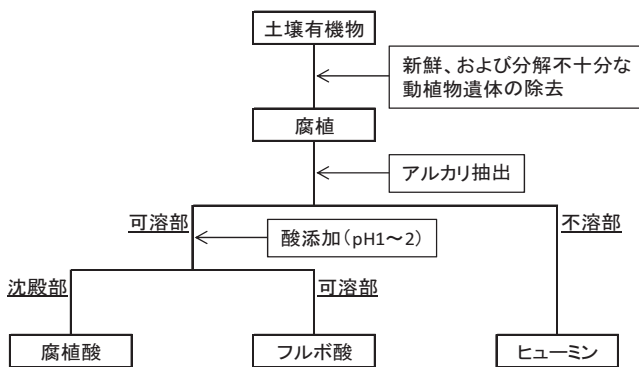 土壌有機物
新鮮、および分解不十分な
動植物遺体の除去
腐植
アルカリ抽出
可溶部
不溶部
酸添加(pH1~2)
沈殿部
可溶部
腐植酸
フルボ酸
ヒューミン